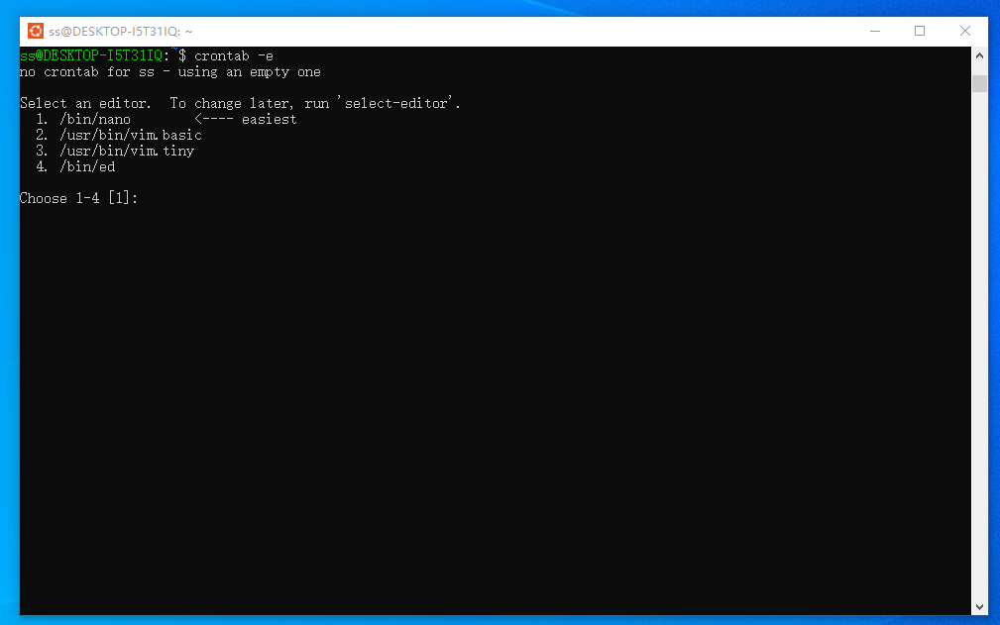 ss@DESKTOP-I5T31IQ: ~
ss@DESKTOP-I5T31IQ:~$ crontab -e
no crontab for ss - using an empty one
Select an editor.  To change later, run 'select-editor'.
  1. /bin/nano        <---- easiest
  2. /usr/bin/vim.basic
  3. /usr/bin/vim.tiny
  4. /bin/ed
Choose 1-4 [1]: